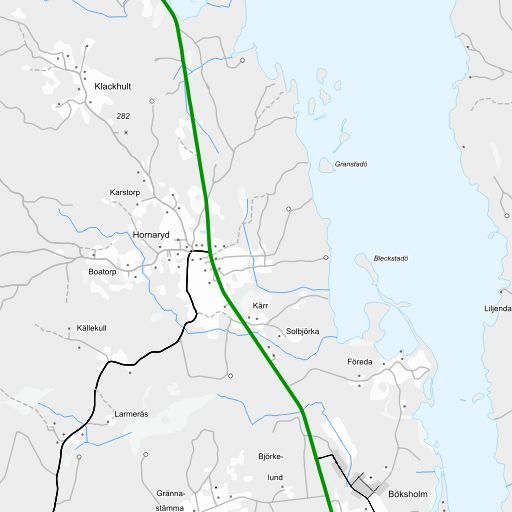 Klackhult
282
Granstadö
Karstorp
Hornaryd
Bleckstadö
Boatorp
Liljenda
Kärr
Källekull
Solbjörka
Föreda
Larmerås
Björke-
lund
Gränna-
stämma
Böksholm